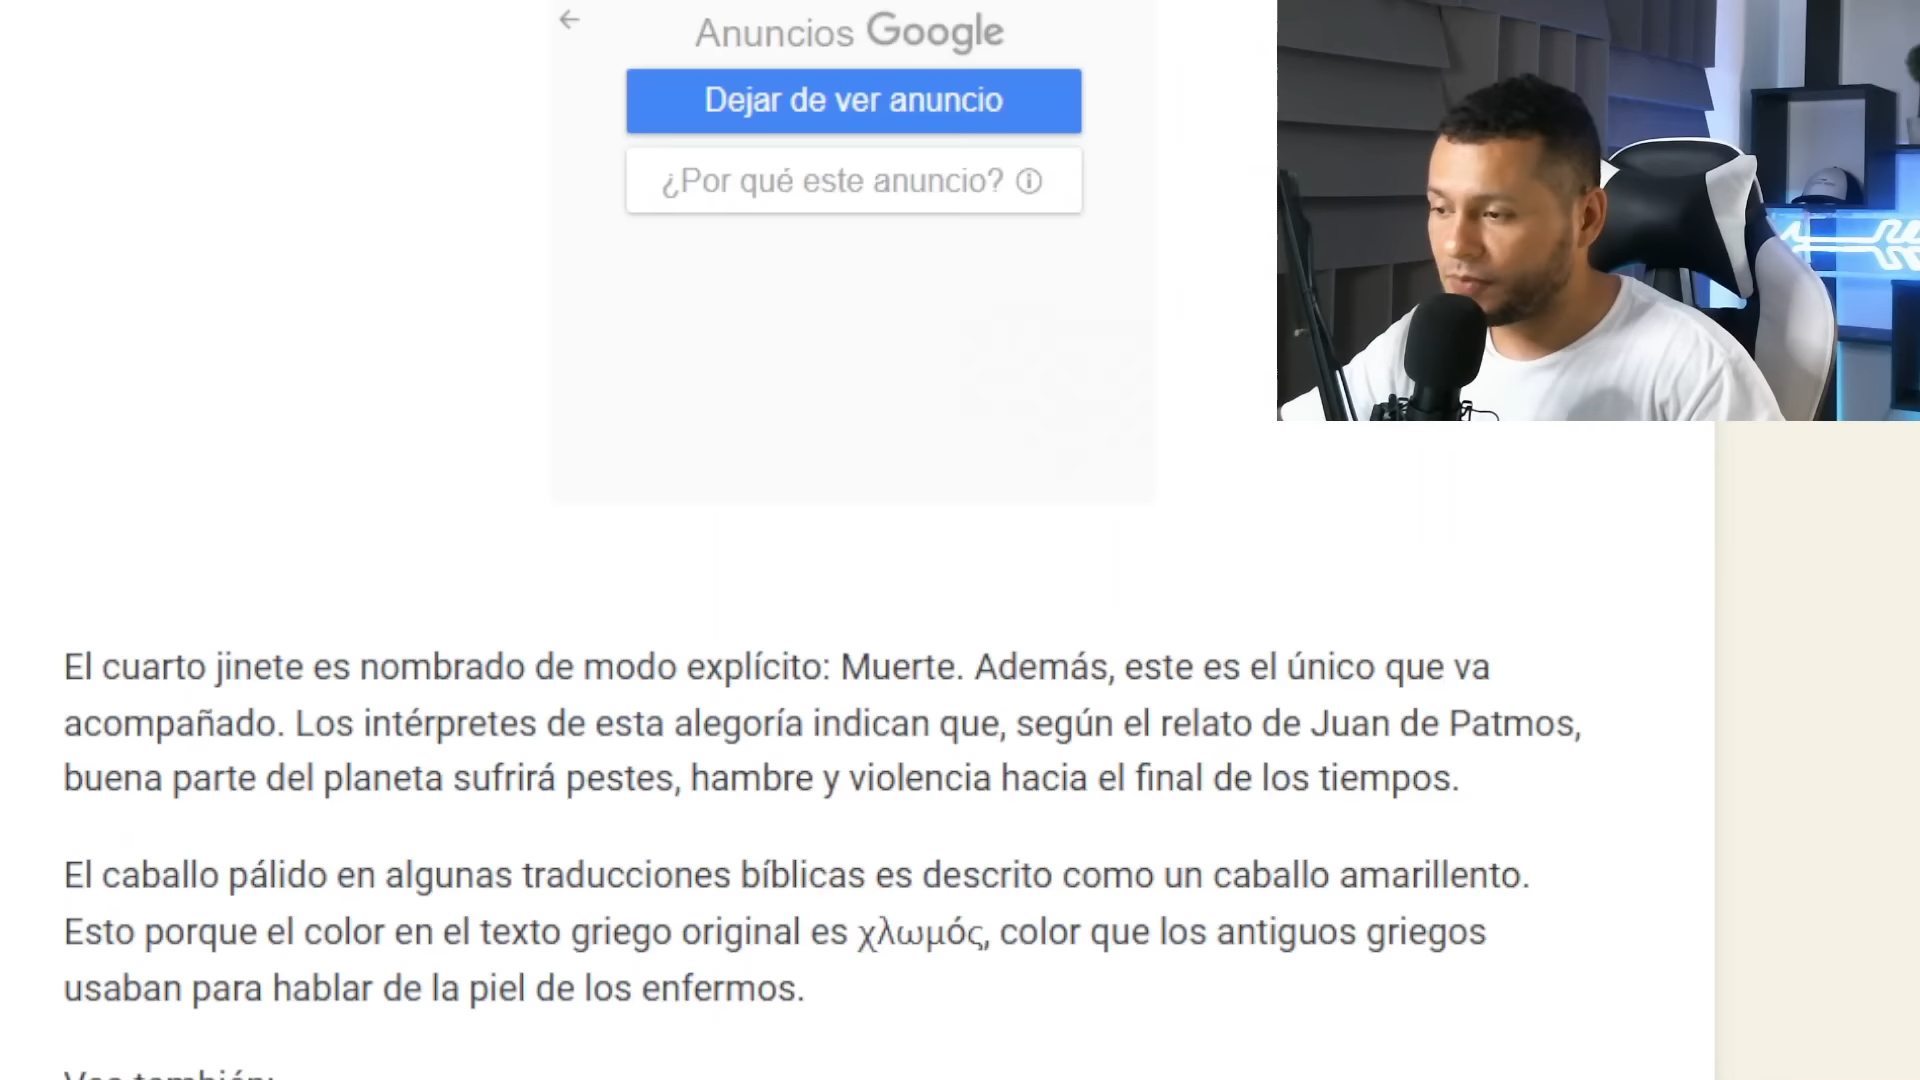 Anuncios Google
Dejar de ver anuncio
¿Por qué este anuncio?
El cuarto jinete es nombrado de modo explícito: Muerte. Además, este es el único que va
acompañado. Los intérpretes de esta alegoría indican que, según el relato de Juan de Patmos,
buena parte del planeta sufrirá pestes, hambre y violencia hacia el final de los tiempos.
El caballo pálido en algunas traducciones bíblicas es descrito como un caballo amarillento.
Esto porque el color en el texto griego original es χλωμóς, color que los antiguos griegos
usaban para hablar de la piel de los enfermos.
Vea también: